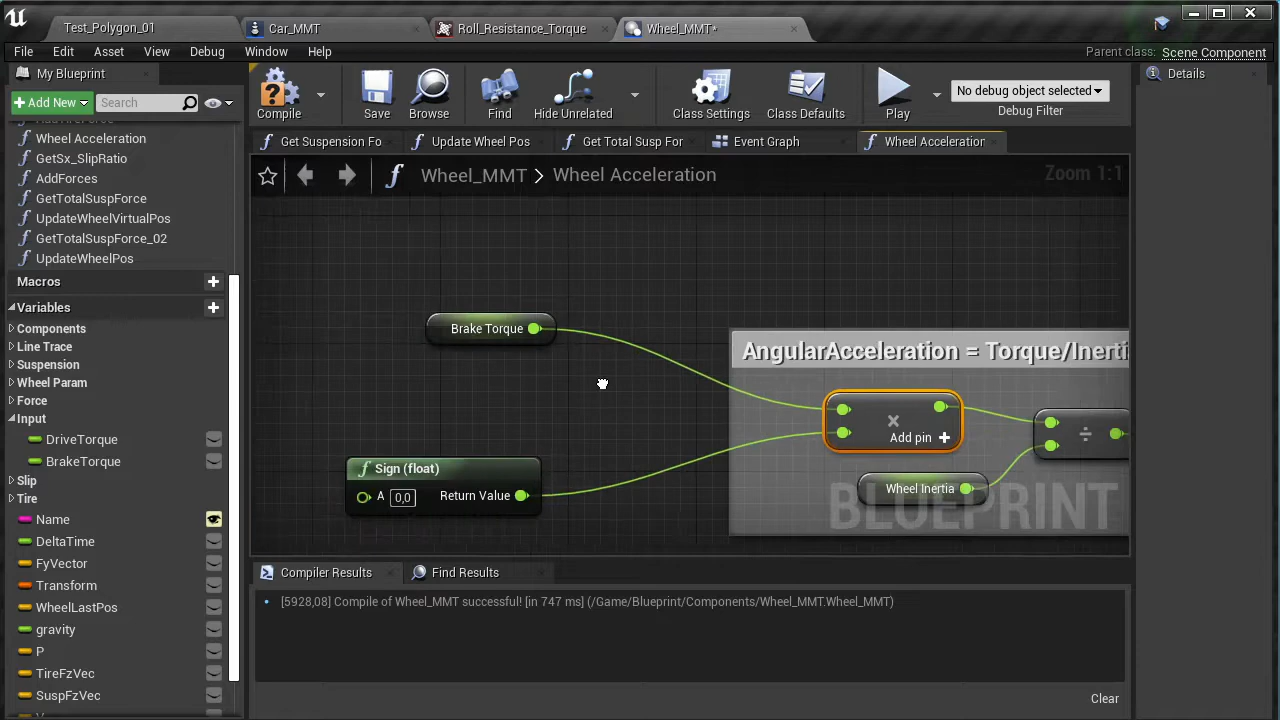 Test_Polygon_01
Car_MMT
Roll_Resistance_Torque
Wheel_MMT*
File Edit Asset View Debug Window Help
Parent class: Scene Component
My Blueprint
Add New
Search
Compile
Save
Browse
Find
Hide Unrelated
Class Settings
Class Defaults
Play
No debug object selected
Debug Filter
Details
Wheel Acceleration
GetSx_SlipRatio
AddForces
GetTotalSuspForce
UpdateWheelVirtualPos
GetTotalSuspForce_02
UpdateWheelPos
Macros
Variables
Components
Line Trace
Suspension
Wheel Param
Force
Input
DriveTorque
BrakeTorque
Slip
Tire
Name
DeltaTime
FyVector
Transform
WheelLastPos
gravity
P
TireFzVec
SuspFzVec
Get Suspension Fo
Update Wheel Pos
Get Total Susp For
Event Graph
Wheel Acceleration
Wheel_MMT > Wheel Acceleration
Zoom 1:1
Brake Torque
AngularAcceleration = Torque/Inerti
Add pin
Sign (float)
A 0,0 Return Value
Wheel Inertia
BLUEPRINT
Compiler Results
Find Results
[5928,08] Compile of Wheel_MMT successful! [in 747 ms] (/Game/Blueprint/Components/Wheel_MMT.Wheel_MMT)
Clear